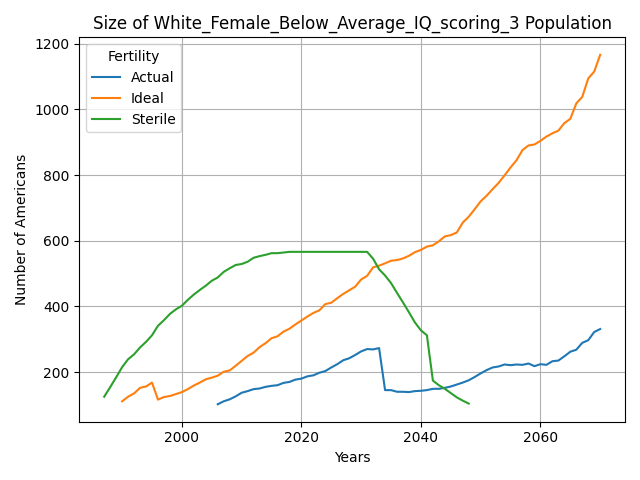 Size of White_Female_Below_Average_IQ_scoring_3 Population
Number of Americans
1200
1000
800
600
400
200
Fertility
Actual
Ideal
Sterile
2000
2020
2040
2060
Years